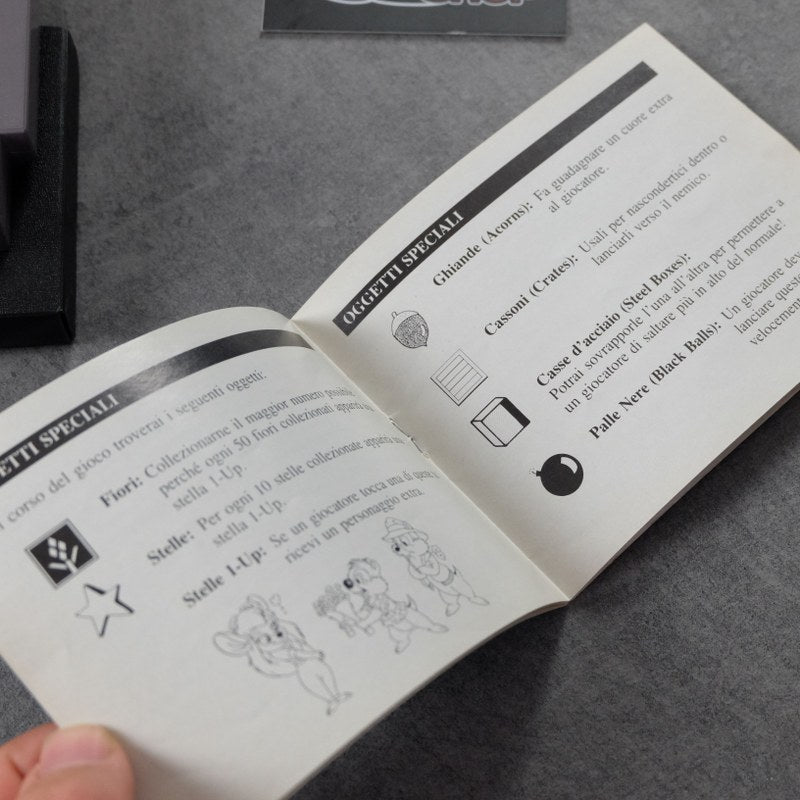 ETTI SPECIALI
corso del gioco troverai i seguenti oggetti:
Fiori: Collezionarne il maggior numero possibile,
perché ogni 50 fiori collezionati apparirà
stella 1-Up.
Stelle: Per ogni 10 stelle collezionate apparirà
stella 1-Up.
Stelle 1-Up: Se un giocatore tocca una di queste
ricevi un personaggio extra.
OGGETTI SPECIALI
Ghiande (Acorns): Fa guadagnare un cuore extra
al giocatore.
Cassoni (Crates): Usali per nascondertici dentro o
lanciarli verso il nemico.
Casse d'acciaio (Steel Boxes):
Potrai sovrapporle l'una all'altra per permettere a
un giocatore di saltare più in alto del normale!
Palle Nere (Black Balls): Un giocatore
lanciare
velocemen